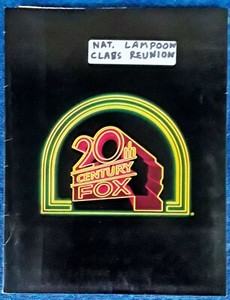 NAT. LAMPOON
CLASS REUNION
20th
CENTURY
FOX